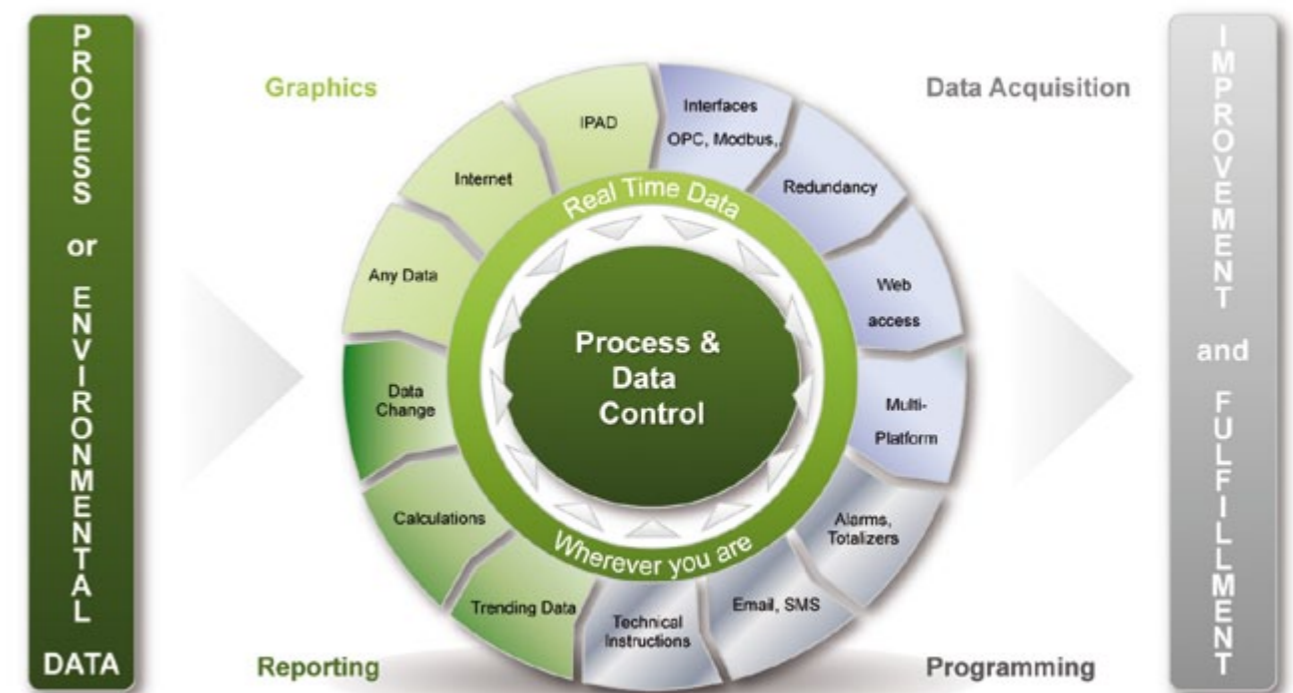 PROCESS or ENVIRONMENTAL DATA
Graphics
Data Acquisition
IPAD
Interfaces
OPC, Modbus,.
Internet
Redundancy
Any Data
Web
access
Data
Change
Multi-
Platform
Calculations
Alarms,
Totalizers
Trending Data
Technical
Instructions
Email, SMS
Real Time Data
Process &
Data
Control
Wherever you are
Reporting
Programming
IMPROVEMENT and FULFILLMENT